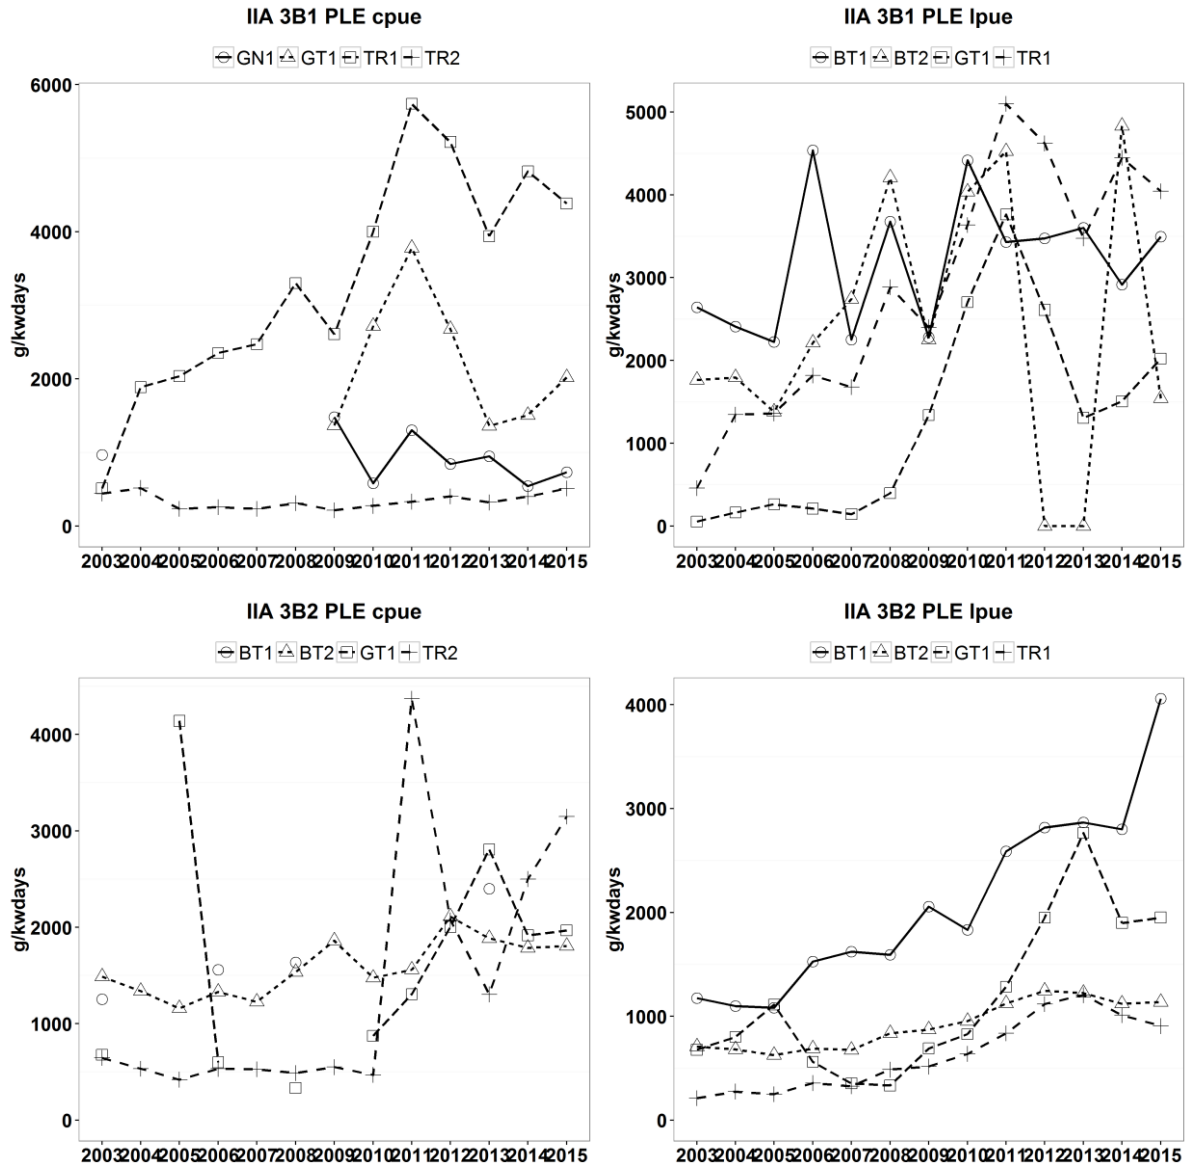 IIA 3B1 PLE cpue
GN1 GT1 TR1 TR2
6000
4000
2000
0
g/kwdays
2003 2004 2005 2006 2007 2008 2009 2010 2011 2012 2013 2014 2015
IIA 3B1 PLE lpue
BT1 BT2 GT1 TR1
5000
4000
3000
2000
1000
0
g/kwdays
2003 2004 2005 2006 2007 2008 2009 2010 2011 2012 2013 2014 2015
IIA 3B2 PLE cpue
BT1 BT2 GT1 TR2
4000
3000
2000
1000
0
g/kwdays
2003 2004 2005 2006 2007 2008 2009 2010 2011 2012 2013 2014 2015
IIA 3B2 PLE lpue
BT1 BT2 GT1 TR1
4000
3000
2000
1000
0
g/kwdays
2003 2004 2005 2006 2007 2008 2009 2010 2011 2012 2013 2014 2015